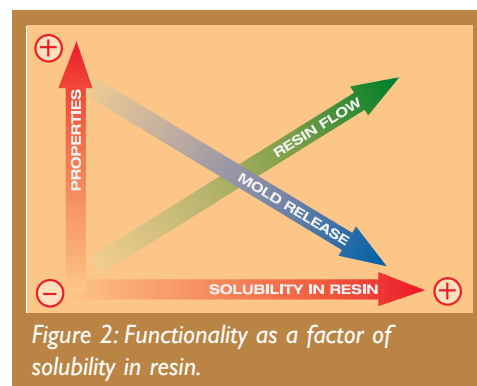 +
PROPERTIES
RESIN FLOW
MOLD RELEASE
−
SOLUBILITY IN RESIN
+
Figure 2: Functionality as a factor of
solubility in resin.